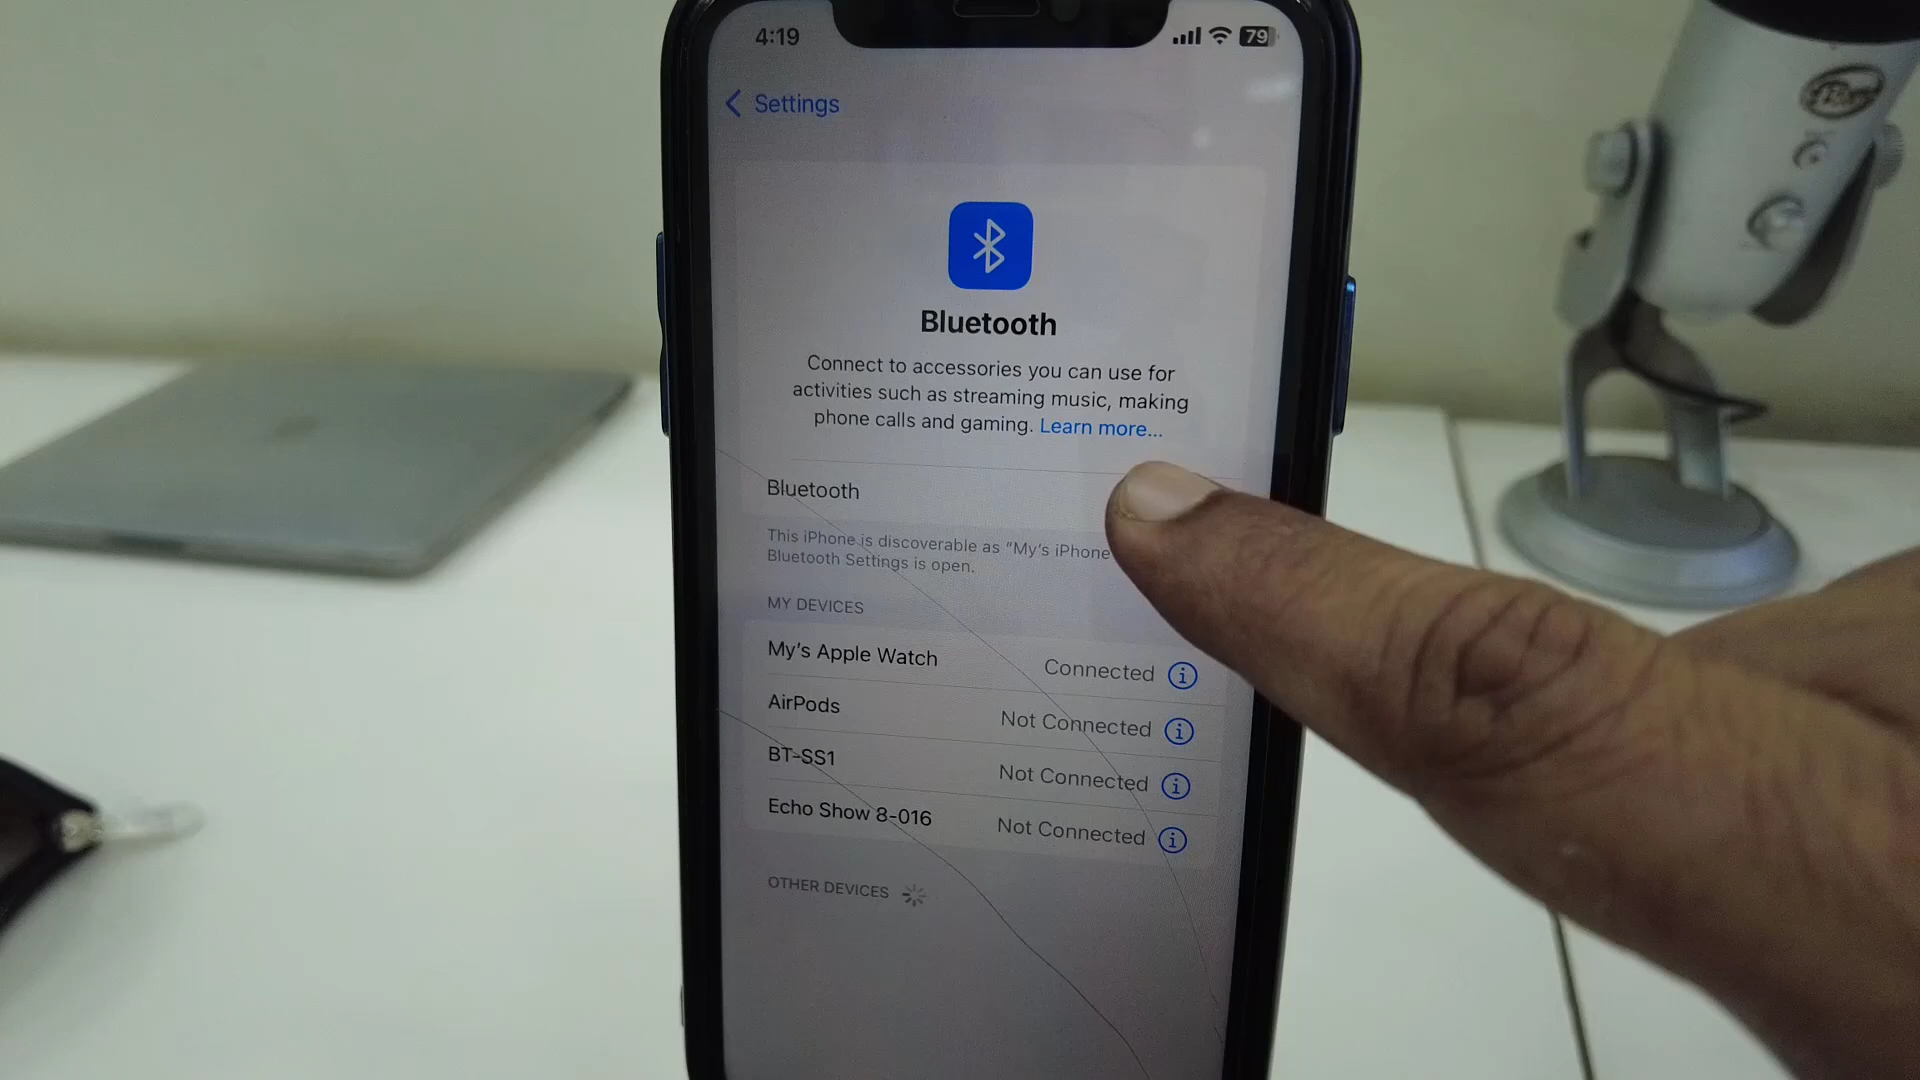 4:19
79
Settings
Bluetooth
Connect to accessories you can use for
activities such as streaming music, making
phone calls and gaming. Learn more...
Bluetooth
This iPhone is discoverable as “My’s iPhone
Bluetooth Settings is open.
MY DEVICES
My’s Apple Watch Connected
AirPods Not Connected
BT-SS1 Not Connected
Echo Show 8-016 Not Connected
OTHER DEVICES